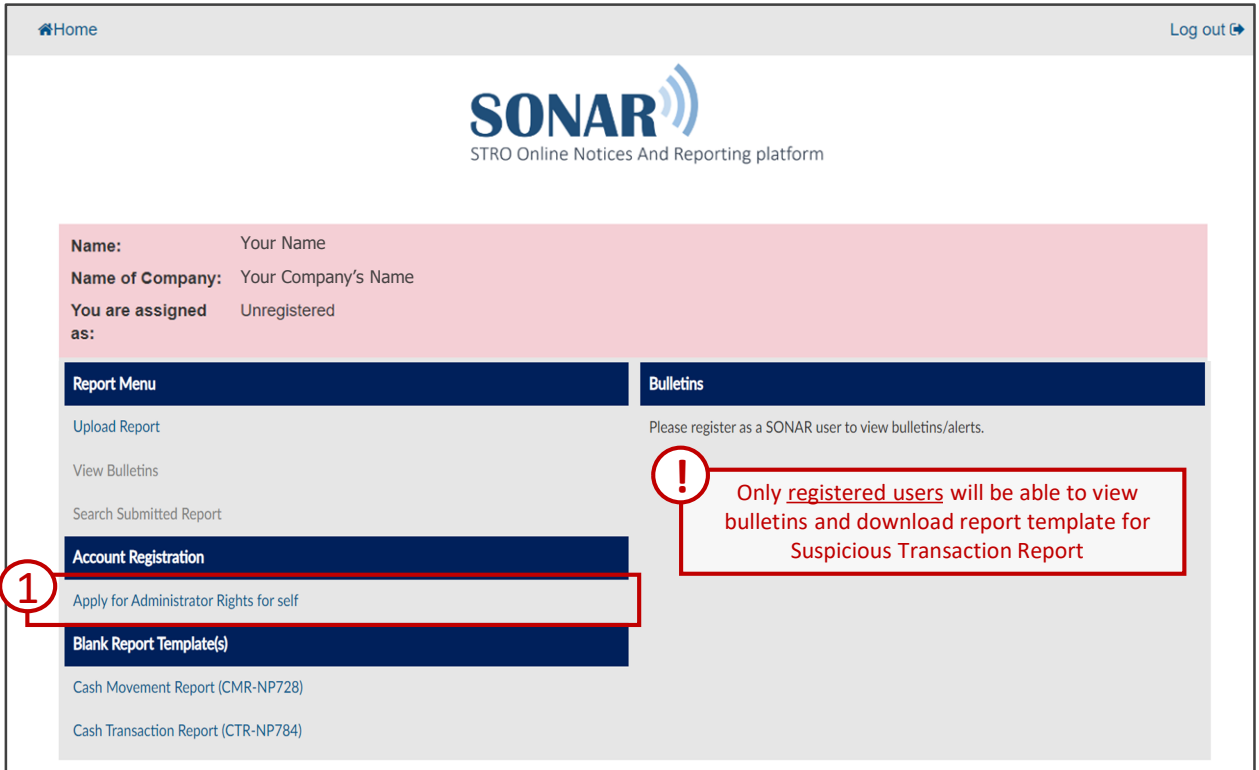 Home
Log out
SONAR
STRO Online Notices And Reporting platform
Name: Your Name
Name of Company: Your Company’s Name
You are assigned as: Unregistered
Report Menu
Upload Report
View Bulletins
Search Submitted Report
Account Registration
1
Apply for Administrator Rights for self
Blank Report Template(s)
Cash Movement Report (CMR-NP728)
Cash Transaction Report (CTR-NP784)
Bulletins
Please register as a SONAR user to view bulletins/alerts.
!
Only registered users will be able to view
bulletins and download report template for
Suspicious Transaction Report